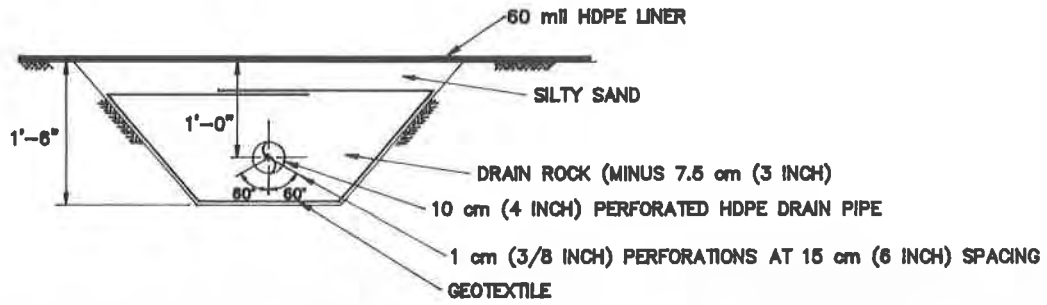 60 mil HDPE LINER
SILTY SAND
1'-6"
1'-0"
DRAIN ROCK (MINUS 7.5 cm (3 INCH)
60° 60°
10 cm (4 INCH) PERFORATED HDPE DRAIN PIPE
1 cm (3/8 INCH) PERFORATIONS AT 15 cm (6 INCH) SPACING
GEOTEXTILE